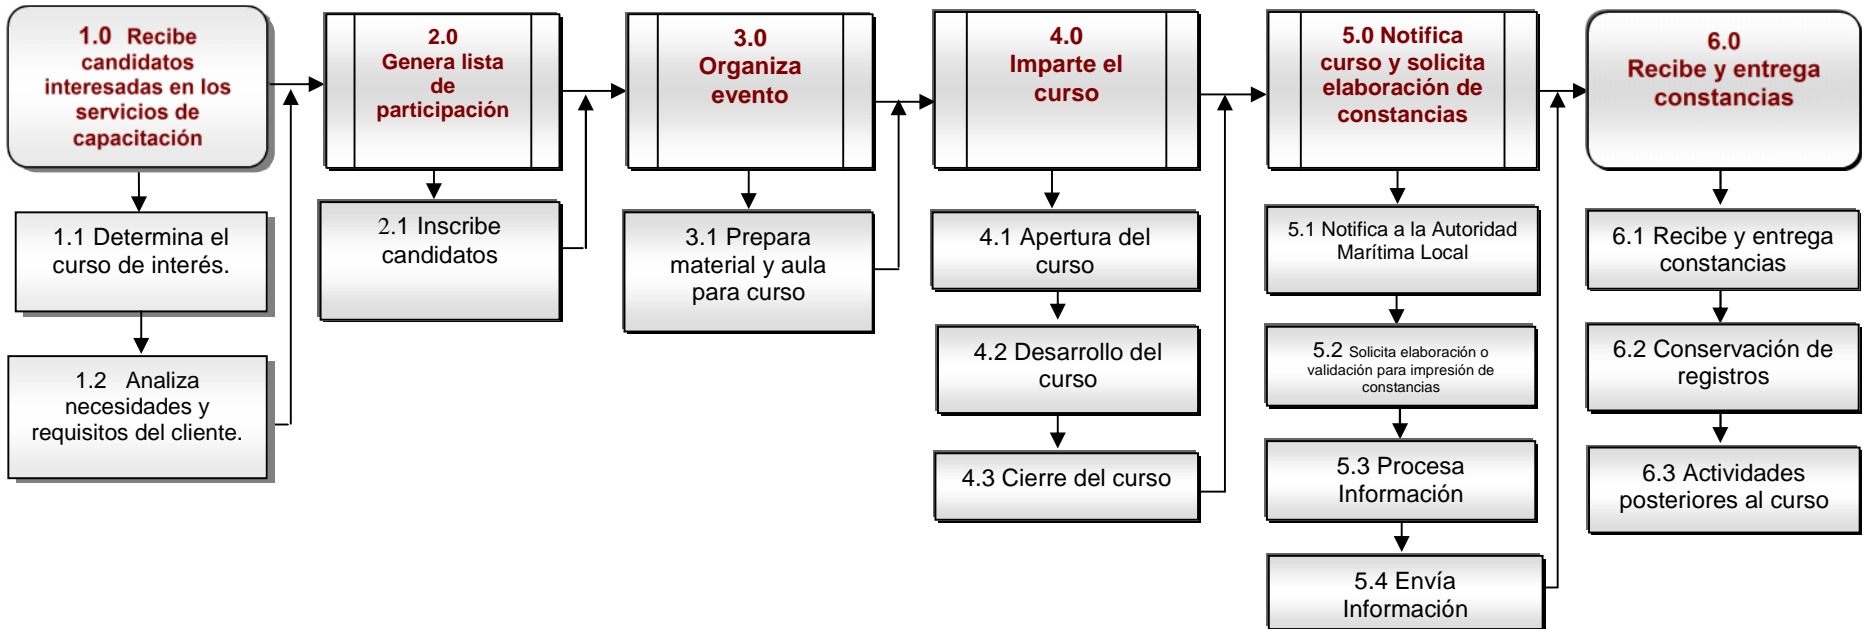 1.0 Recibe
candidatos
interesadas en los
servicios de
capacitación
1.1 Determina el
curso de interés.
1.2 Analiza
necesidades y
requisitos del cliente.
2.0
Genera lista
de
participación
2.1 Inscribe
candidatos
3.0
Organiza
evento
3.1 Prepara
material y aula
para curso
4.0
Imparte el
curso
4.1 Apertura del
curso
4.2 Desarrollo del
curso
4.3 Cierre del curso
5.0 Notifica
curso y solicita
elaboración de
constancias
5.1 Notifica a la Autoridad
Marítima Local
5.2 Solicita elaboración o
validación para impresión de
constancias
5.3 Procesa
Información
5.4 Envía
Información
6.0
Recibe y entrega
constancias
6.1 Recibe y entrega
constancias
6.2 Conservación de
registros
6.3 Actividades
posteriores al curso